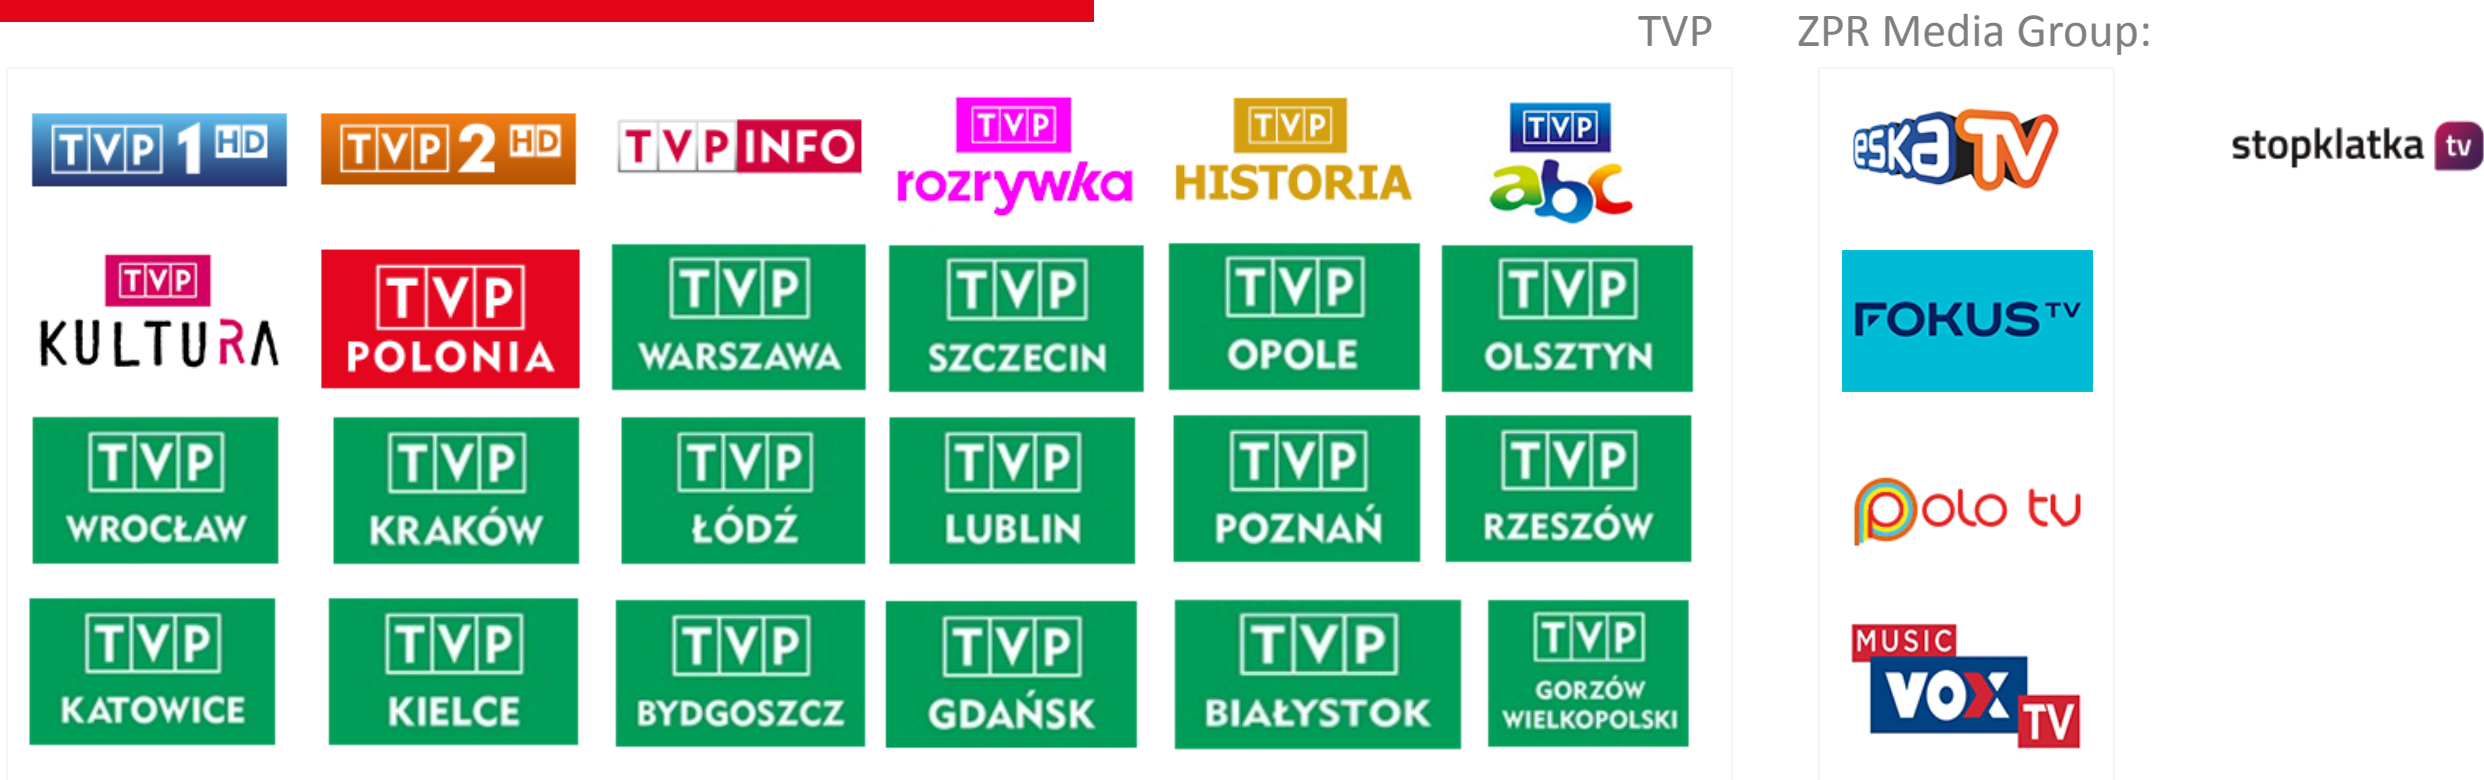 TVP
ZPR Media Group:
TVP 1 HD
TVP 2 HD
TVP INFO
TVP
rozrywka
TVP
HISTORIA
TVP
abc
TVP
KULTURA
TVP
POLONIA
TVP
WARSZAWA
TVP
SZCZECIN
TVP
OPOLE
TVP
OLSZTYN
TVP
WROCŁAW
TVP
KRAKÓW
TVP
ŁÓDŹ
TVP
LUBLIN
TVP
POZNAŃ
TVP
RZESZÓW
TVP
KATOWICE
TVP
KIELCE
TVP
BYDGOSZCZ
TVP
GDAŃSK
TVP
BIAŁYSTOK
TVP
GORZÓW
WIELKOPOLSKI
esKa TV
FOKUS TV
polo tv
MUSIC
VOX
TV
stopklatka tv